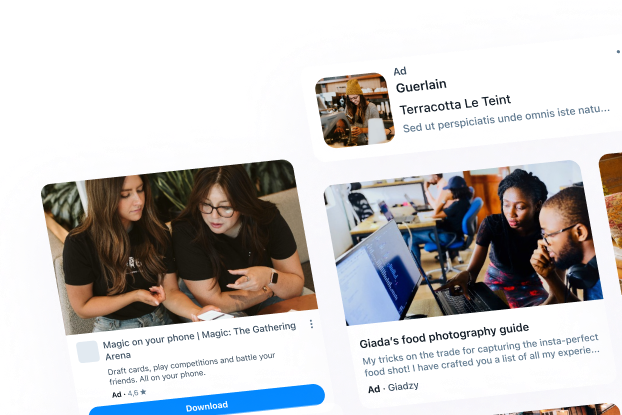 Ad
Guerlain
Terracotta Le Teint
Sed ut perspiciatis unde omnis iste natu...
Magic on your phone | Magic: The Gathering
Arena
Draft cards, play competitions and battle your
friends. All on your phone.
Ad · 4,6 ★
Download
Giada's food photography guide
My tricks on the trade for capturing the insta-perfect
food shot! I have crafted you a list of all my experie...
Ad · Giadzy